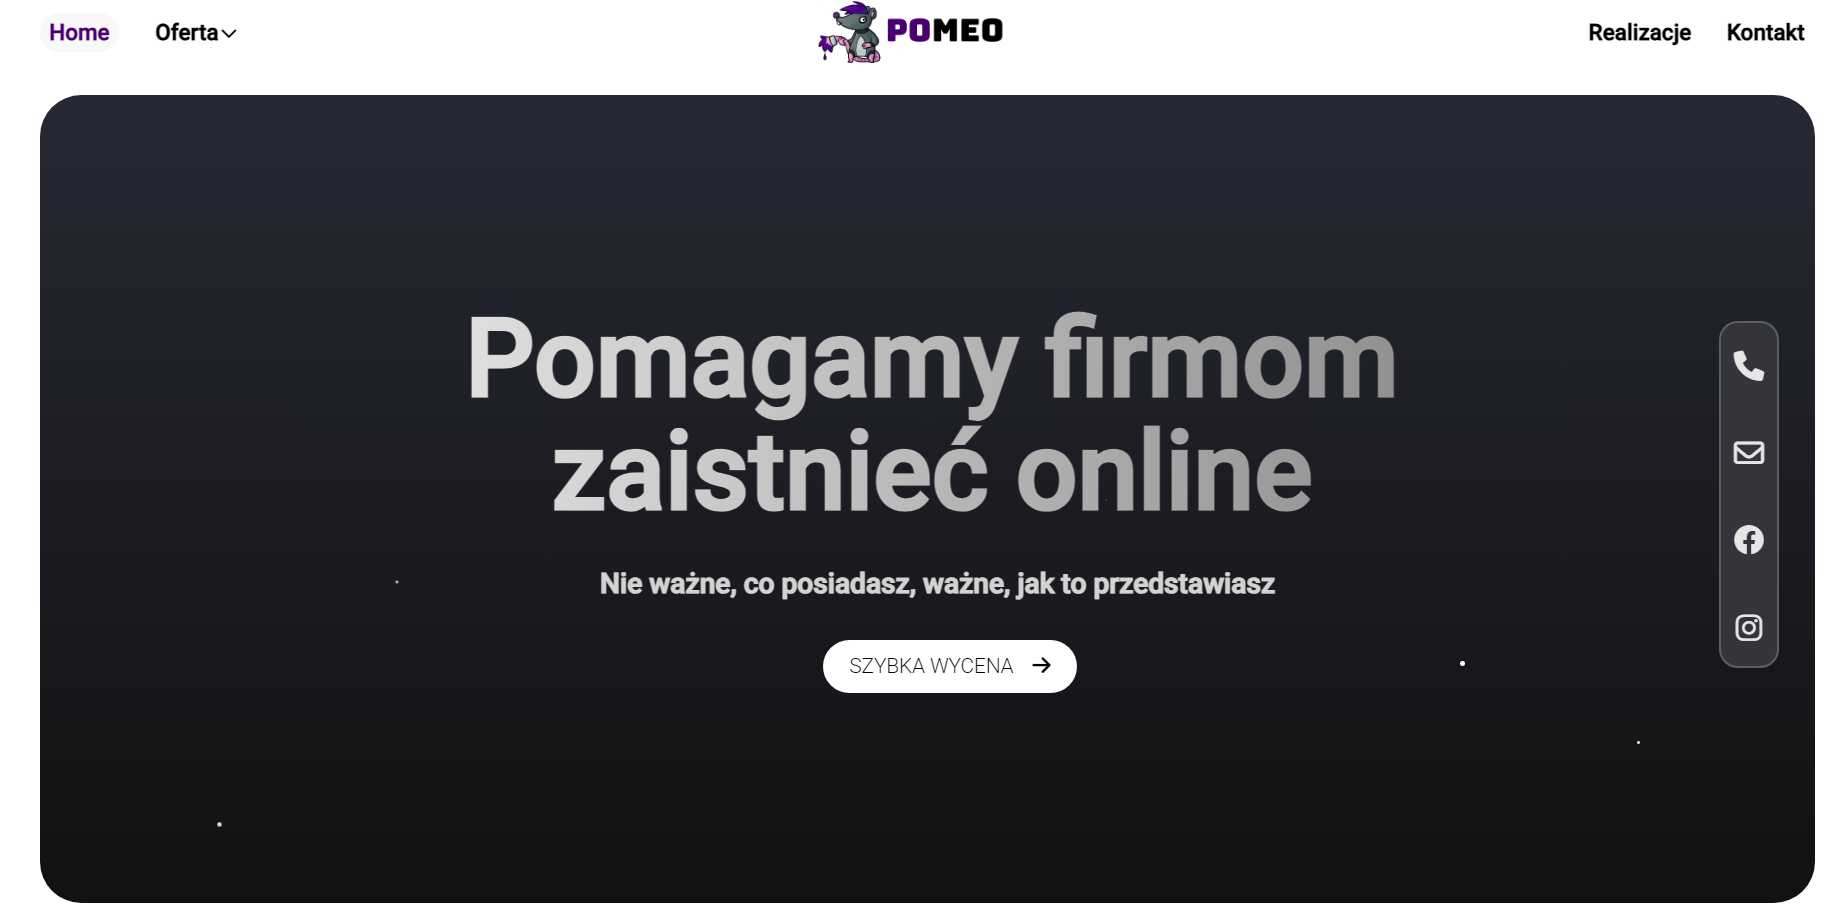 Home
Oferta
POMEO
Realizacje
Kontakt
Pomagamy firmom
zaistnieć online
Nie ważne, co posiadasz, ważne, jak to przedstawiasz
SZYBKA WYCENA